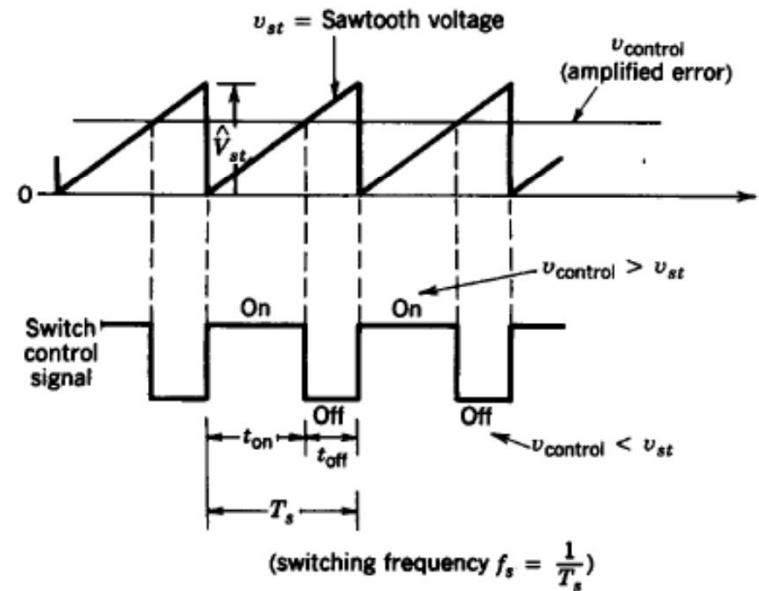 v_st = Sawtooth voltage
v_control
(amplified error)
V̂_st
0
v_control > v_st
On
On
Switch
control
signal
Off
Off
t_on
t_off
v_control < v_st
T_s
(switching frequency f_s = 1/T_s)